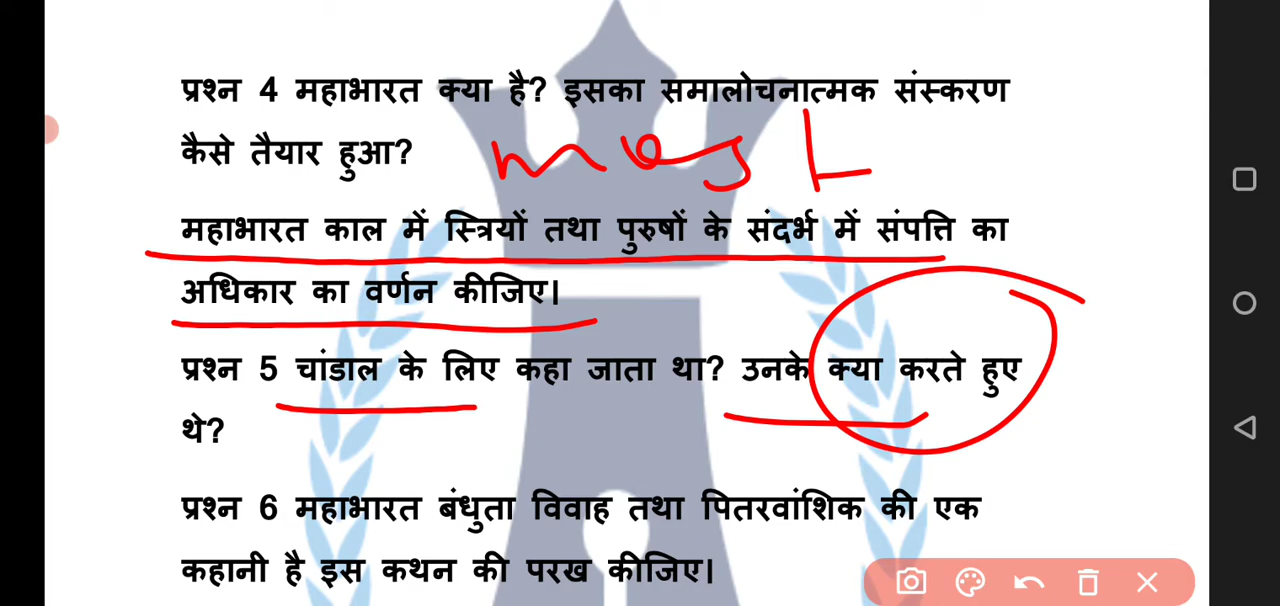 प्रश्न 4 महाभारत क्या है? इसका समालोचनात्मक संस्करण
कैसे तैयार हुआ?
most
महाभारत काल में स्त्रियों तथा पुरुषों के संदर्भ में संपत्ति का
अधिकार का वर्णन कीजिए।
प्रश्न 5 चांडाल के लिए कहा जाता था? उनके क्या करते हुए
थे?
प्रश्न 6 महाभारत बंधुता विवाह तथा पितरवांशिक की एक
कहानी है इस कथन की परख कीजिए।